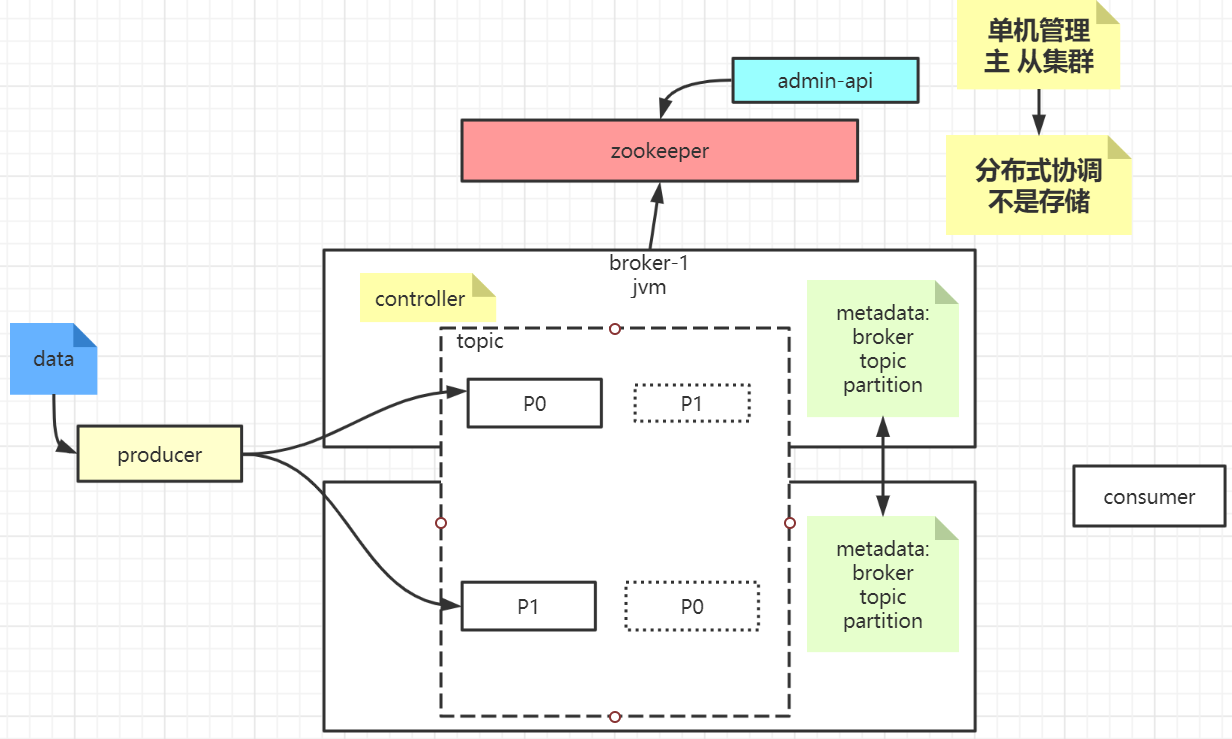 单机管理
主 从集群
admin-api
zookeeper
分布式协调
不是存储
broker-1
jvm
controller
metadata:
broker
topic
partition
topic
data
P0
P1
producer
consumer
metadata:
broker
topic
partition
P1
P0